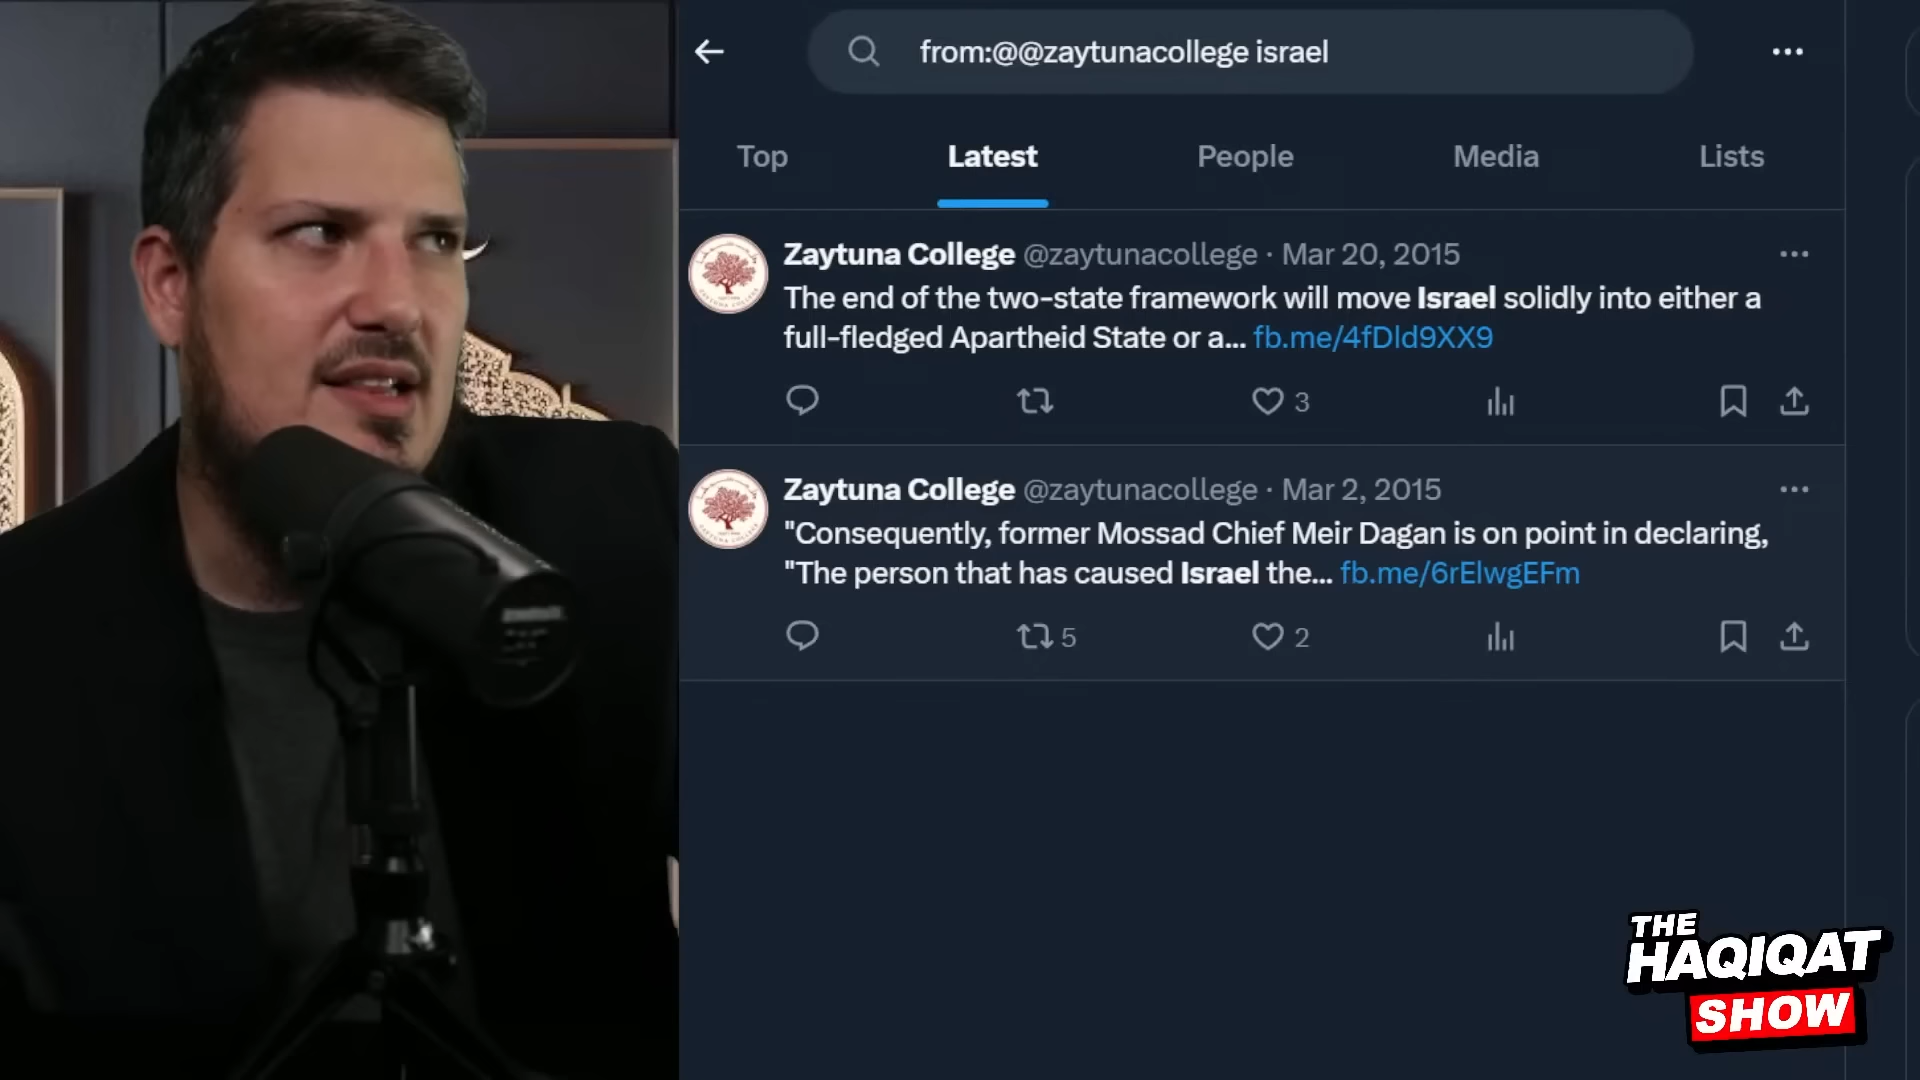 from:@@zaytunacollege israel
Top Latest People Media Lists
Zaytuna College @zaytunacollege · Mar 20, 2015
The end of the two-state framework will move Israel solidly into either a
full-fledged Apartheid State or a... fb.me/4fDld9XX9
3
Zaytuna College @zaytunacollege · Mar 2, 2015
"Consequently, former Mossad Chief Meir Dagan is on point in declaring,
"The person that has caused Israel the... fb.me/6rElwgEFm
5 2
THE
HAQIQAT
SHOW